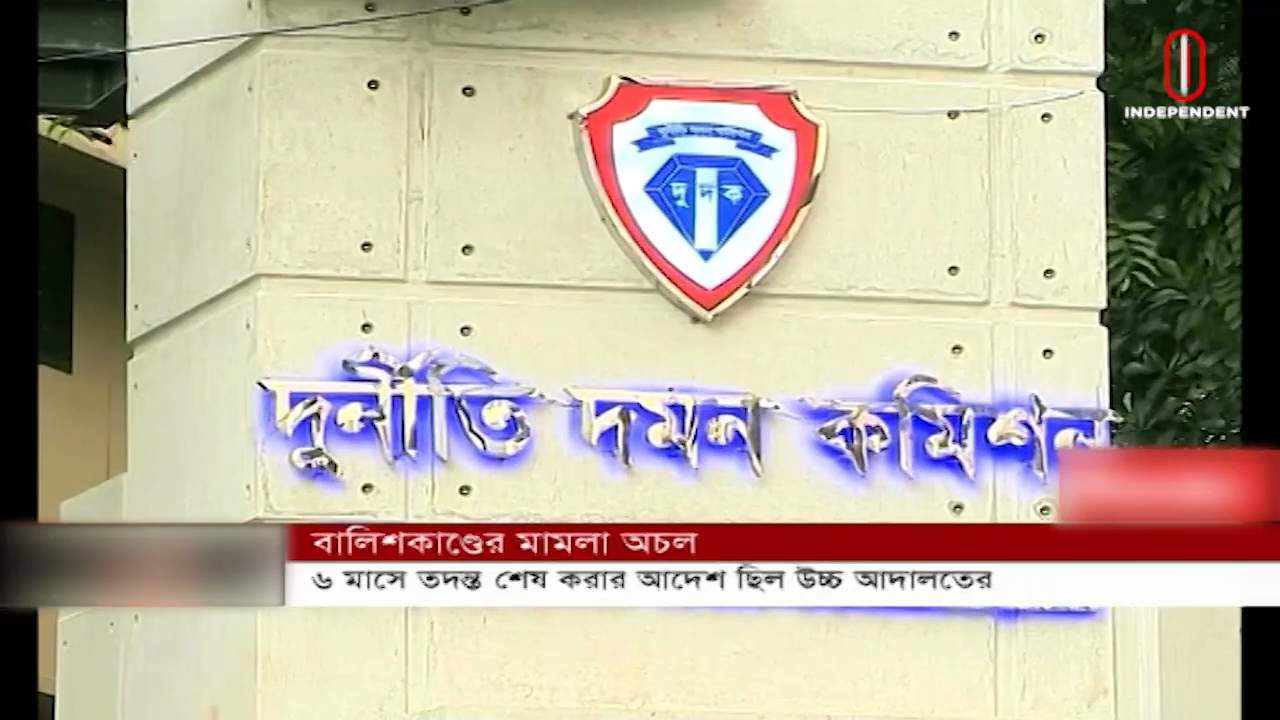 INDEPENDENT
দুদক
দুর্নীতি দমন কমিশন
বালিশকাণ্ডের মামলা অচল
৬ মাসে তদন্ত শেষ করার আদেশ ছিল উচ্চ আদালতের